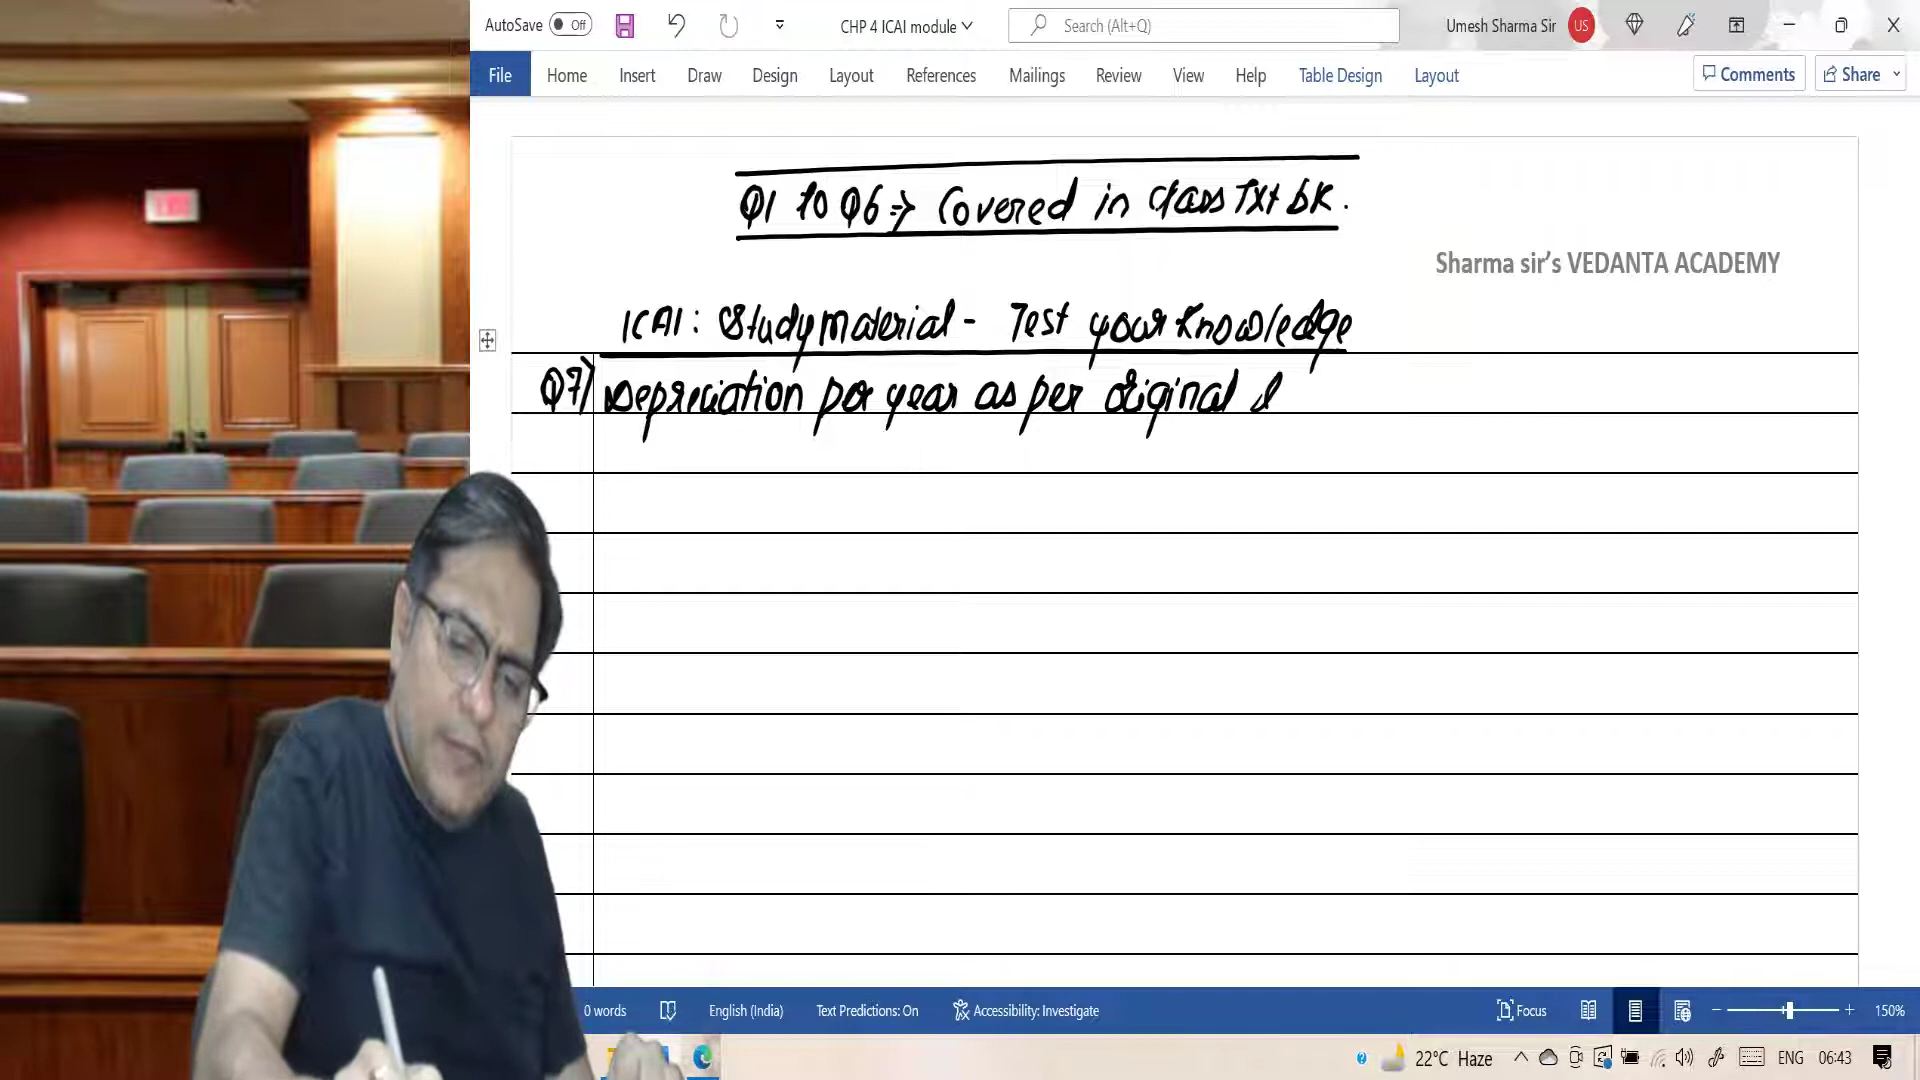 AutoSave Off CHP 4 ICAI module Search (Alt+Q) Umesh Sharma Sir US
File Home Insert Draw Design Layout References Mailings Review View Help Table Design Layout Comments Share
Q1 to Q6 ⇒ Covered in class Txt bk.
Sharma sir's VEDANTA ACADEMY
ICAI: Study Material - Test your Knowledge
Q7) Depreciation per year as per original
0 words English (India) Text Predictions: On Accessibility: Investigate Focus 150%
22°C Haze ENG 06:43